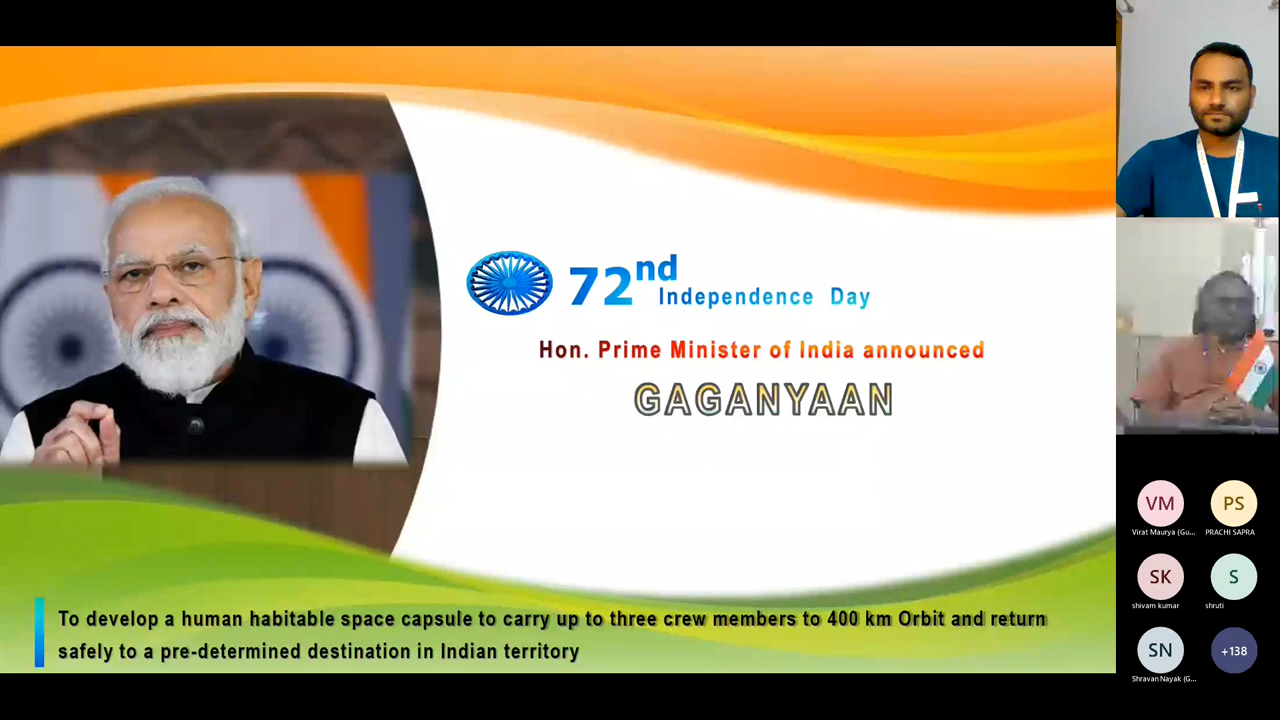 72nd
Independence Day
Hon. Prime Minister of India announced
GAGANYAAN
To develop a human habitable space capsule to carry up to three crew members to 400 km Orbit and return
safely to a pre-determined destination in Indian territory
VM
PS
Virat Maurya (Gu...
PRACHI SAPRA
SK
S
shivam kumar
shruti
SN
+138
Shravan Nayak (G...